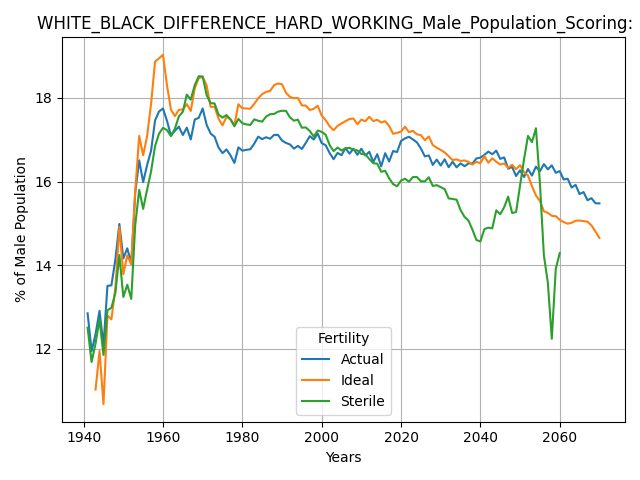 WHITE_BLACK_DIFFERENCE_HARD_WORKING_Male_Population_Scoring:
% of Male Population
18
16
14
12
Fertility
Actual
Ideal
Sterile
1940 1960 1980 2000 2020 2040 2060
Years